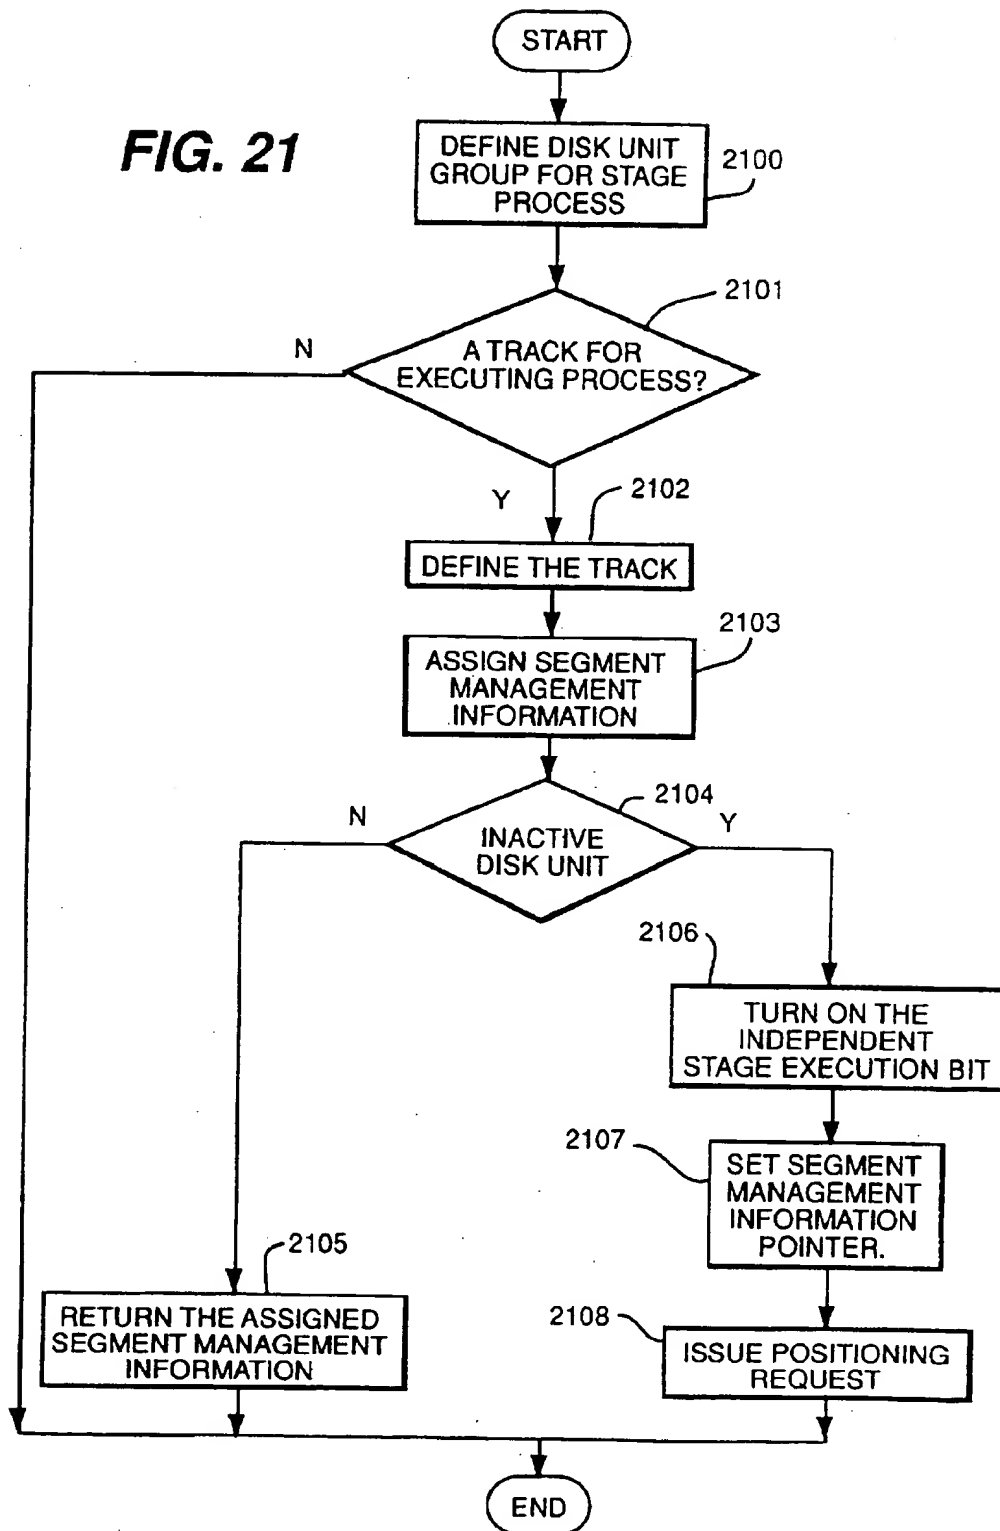 START
FIG. 21
DEFINE DISK UNIT
GROUP FOR STAGE
PROCESS
2100
2101
N
A TRACK FOR
EXECUTING PROCESS?
Y
2102
DEFINE THE TRACK
2103
ASSIGN SEGMENT
MANAGEMENT
INFORMATION
2104
N
Y
INACTIVE
DISK UNIT
2106
TURN ON THE
INDEPENDENT
STAGE EXECUTION BIT
2107
SET SEGMENT
MANAGEMENT
INFORMATION
POINTER.
2105
RETURN THE ASSIGNED
SEGMENT MANAGEMENT
INFORMATION
2108
ISSUE POSITIONING
REQUEST
END